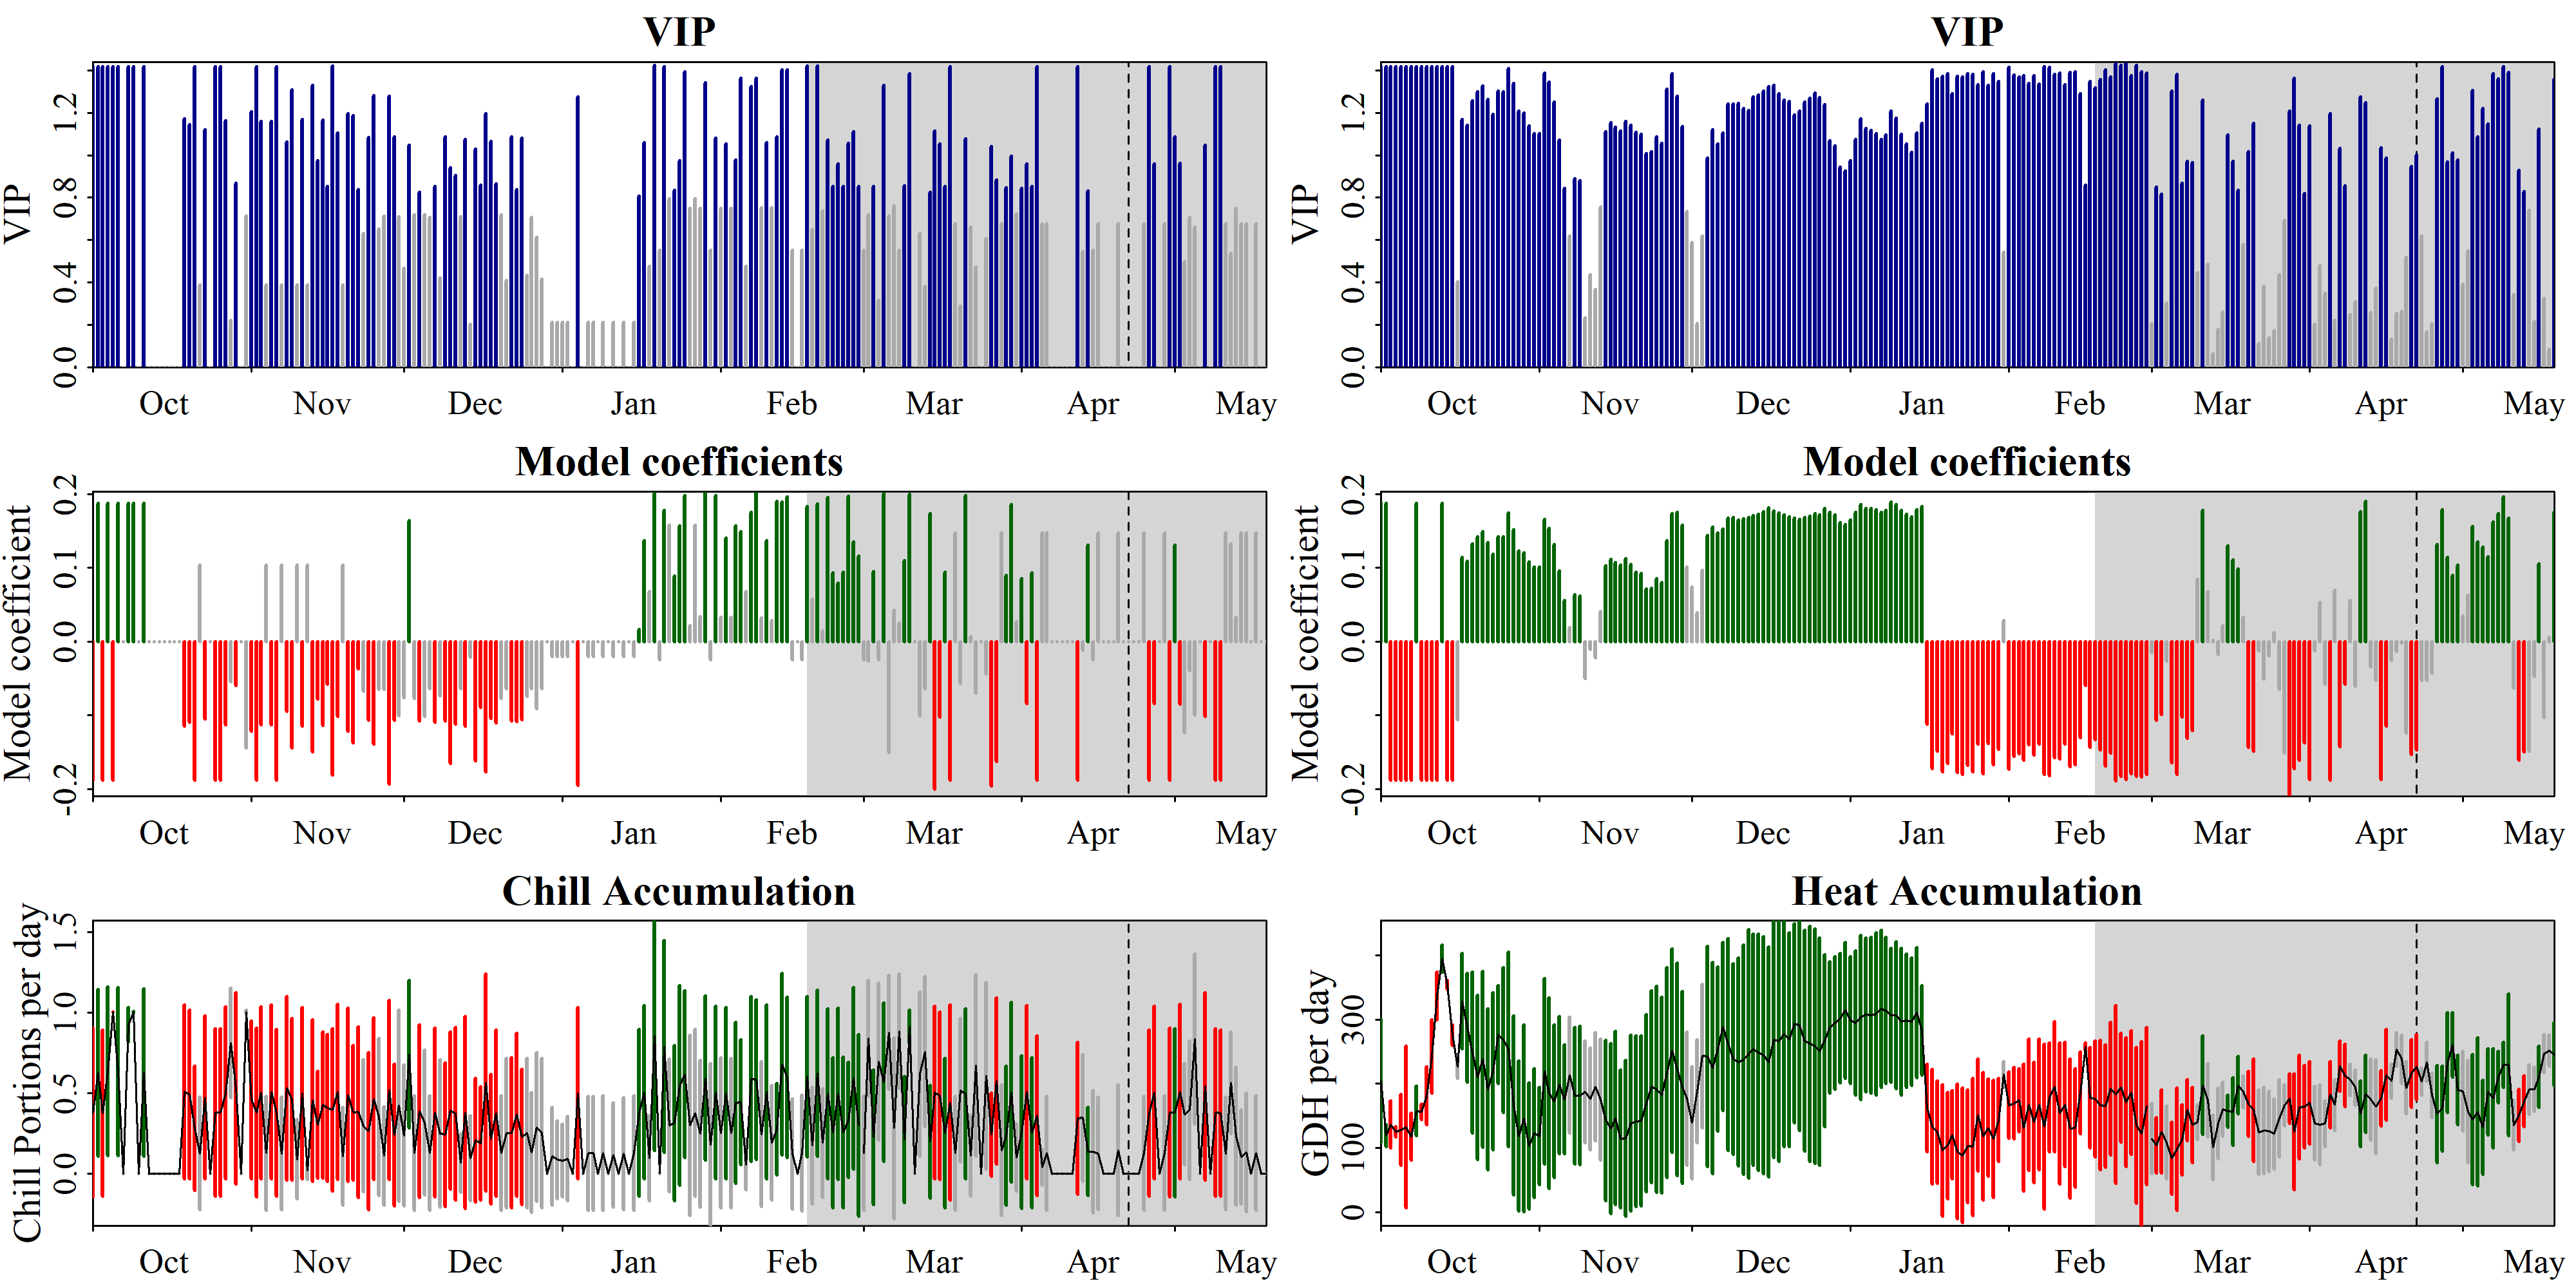 VIP
VIP
0.0 0.4 0.8 1.2
Oct Nov Dec Jan Feb Mar Apr May
VIP
VIP
0.0 0.4 0.8 1.2
Oct Nov Dec Jan Feb Mar Apr May
Model coefficients
Model coefficient
-0.2 0.0 0.1 0.2
Oct Nov Dec Jan Feb Mar Apr May
Model coefficients
Model coefficient
-0.2 0.0 0.1 0.2
Oct Nov Dec Jan Feb Mar Apr May
Chill Accumulation
Chill Portions per day
0.0 0.5 1.0 1.5
Oct Nov Dec Jan Feb Mar Apr May
Heat Accumulation
GDH per day
0 100 300
Oct Nov Dec Jan Feb Mar Apr May